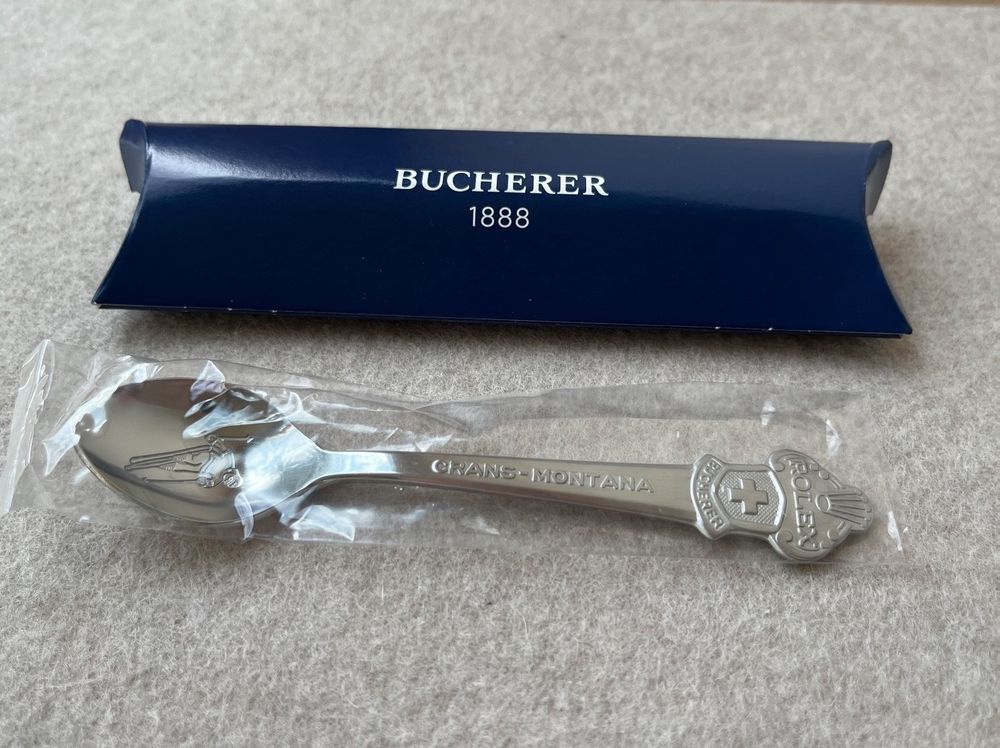 BUCHERER
1888
CRANS-MONTANA
BUCHERER
ROLEX